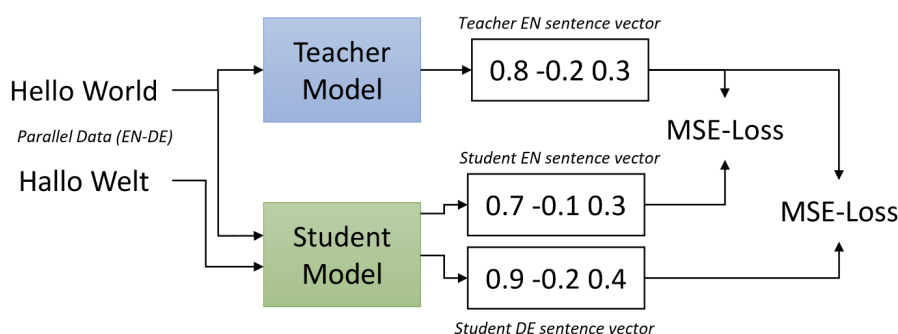 Teacher EN sentence vector
Teacher
Model
0.8 -0.2 0.3
Hello World
Parallel Data (EN-DE)
Hallo Welt
MSE-Loss
Student EN sentence vector
0.7 -0.1 0.3
MSE-Loss
Student
Model
0.9 -0.2 0.4
Student DE sentence vector